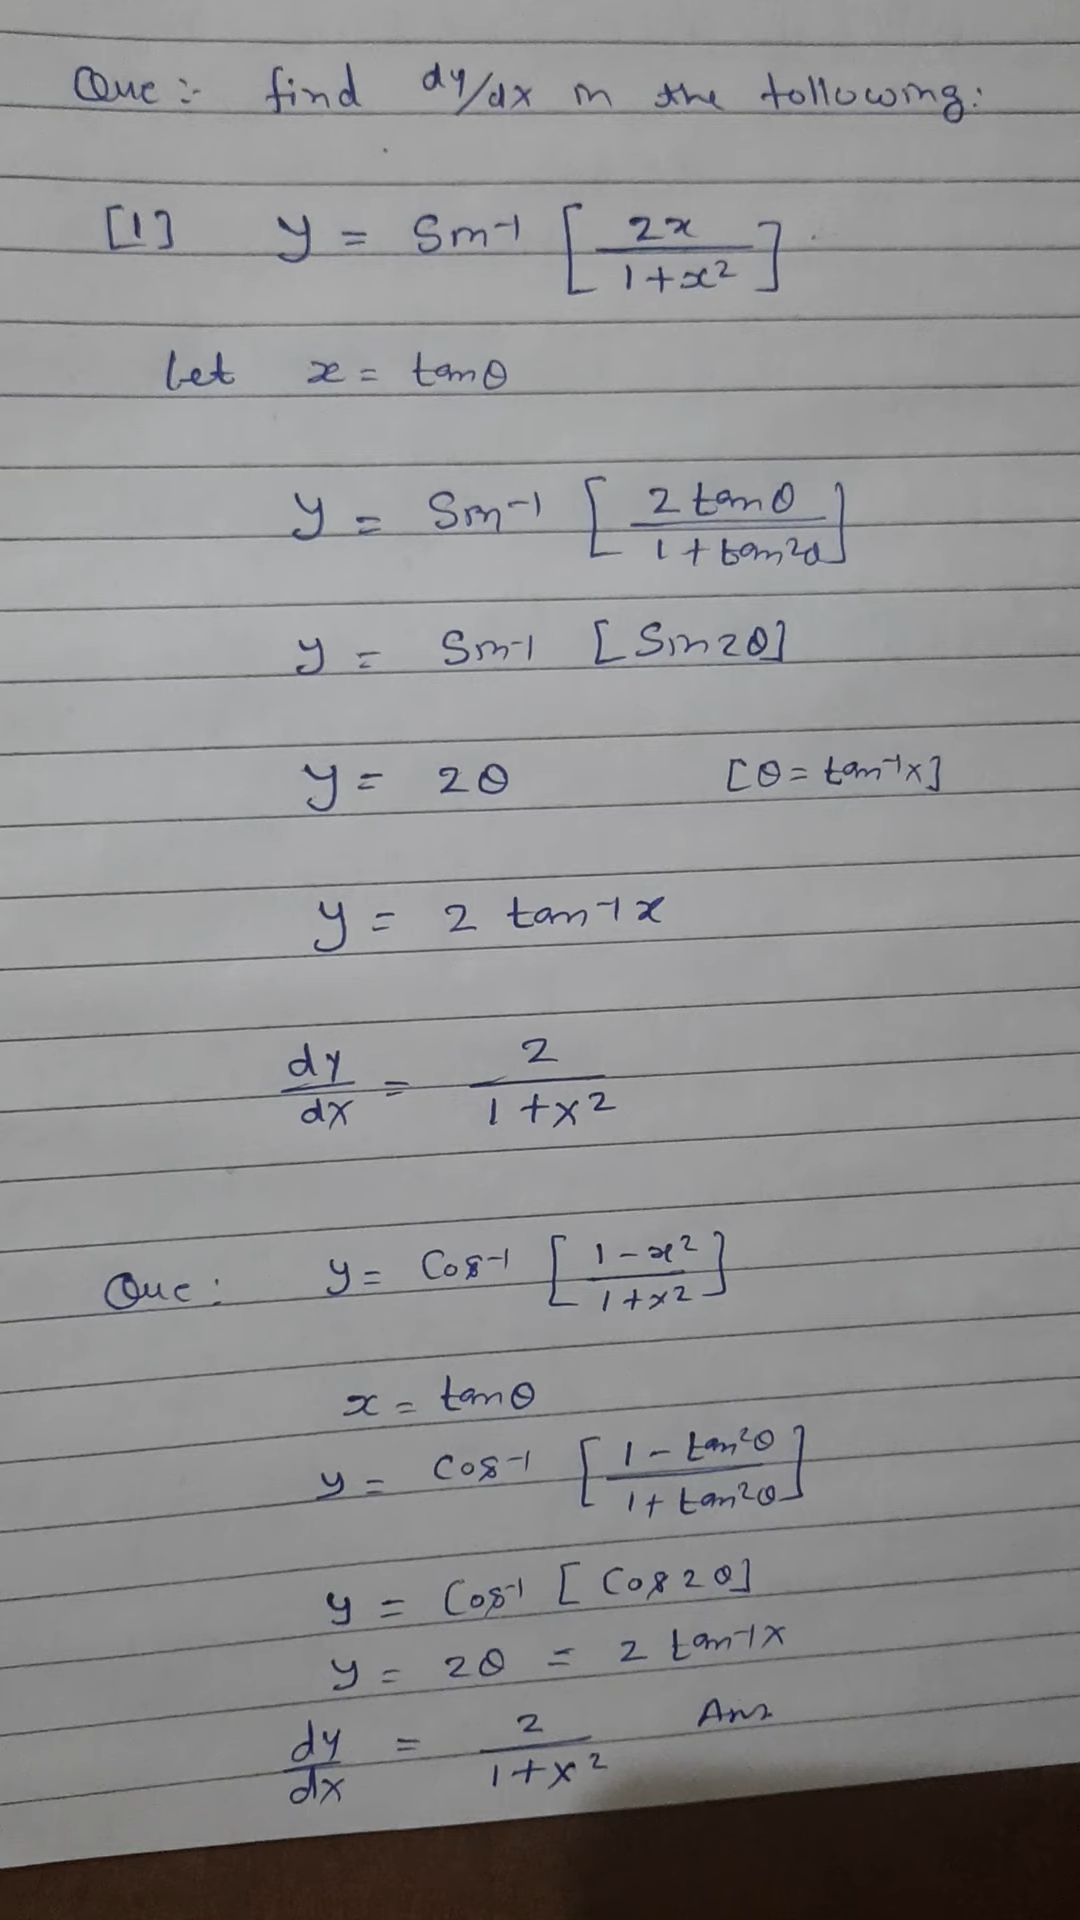 Que :- find dy/dx in the following:
[1] y = Sin-1 [ 2x / 1+x² ]
Let x = tanθ
y = Sin-1 [ 2 tanθ / 1+tan²θ ]
y = Sin-1 [ Sin2θ ]
y = 2θ [θ = tan-1x]
y = 2 tan-1x
dy/dx = 2 / 1+x²
Que : y = Cos-1 [ 1-x² / 1+x² ]
x = tanθ
y = Cos-1 [ 1-tan²θ / 1+tan²θ ]
y = Cos-1 [ Cos2θ ]
y = 2θ = 2 tan-1x
dy/dx = 2 / 1+x² Ans